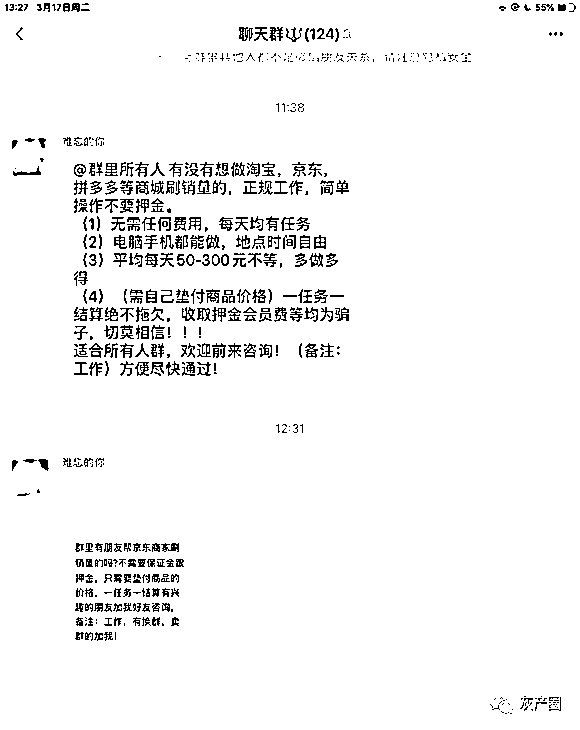 13:27 3月17日周二
55%
聊天群(124)
11:38
难忘的你
@群里所有人 有没有想做淘宝，京东，
拼多多等商城刷销量的，正规工作，简单
操作不要押金。
（1）无需任何费用，每天均有任务
（2）电脑手机都能做，地点时间自由
（3）平均每天50-300元不等，多做多
得
（4）（需自己垫付商品价格）一任务一
结算绝不拖欠，收取押金会员费等均为骗
子，切莫相信！！！
适合所有人群，欢迎前来咨询！（备注：
工作）方便尽快通过！
12:31
难忘的你
群里有朋友帮京东商家刷
销量的吗?不需要保证金跟
押金，只需要垫付商品的
价格，一任务一结算有兴
趣的朋友加我好友咨询，
备注：工作，有换群，卖
群的加我！
灰产圈